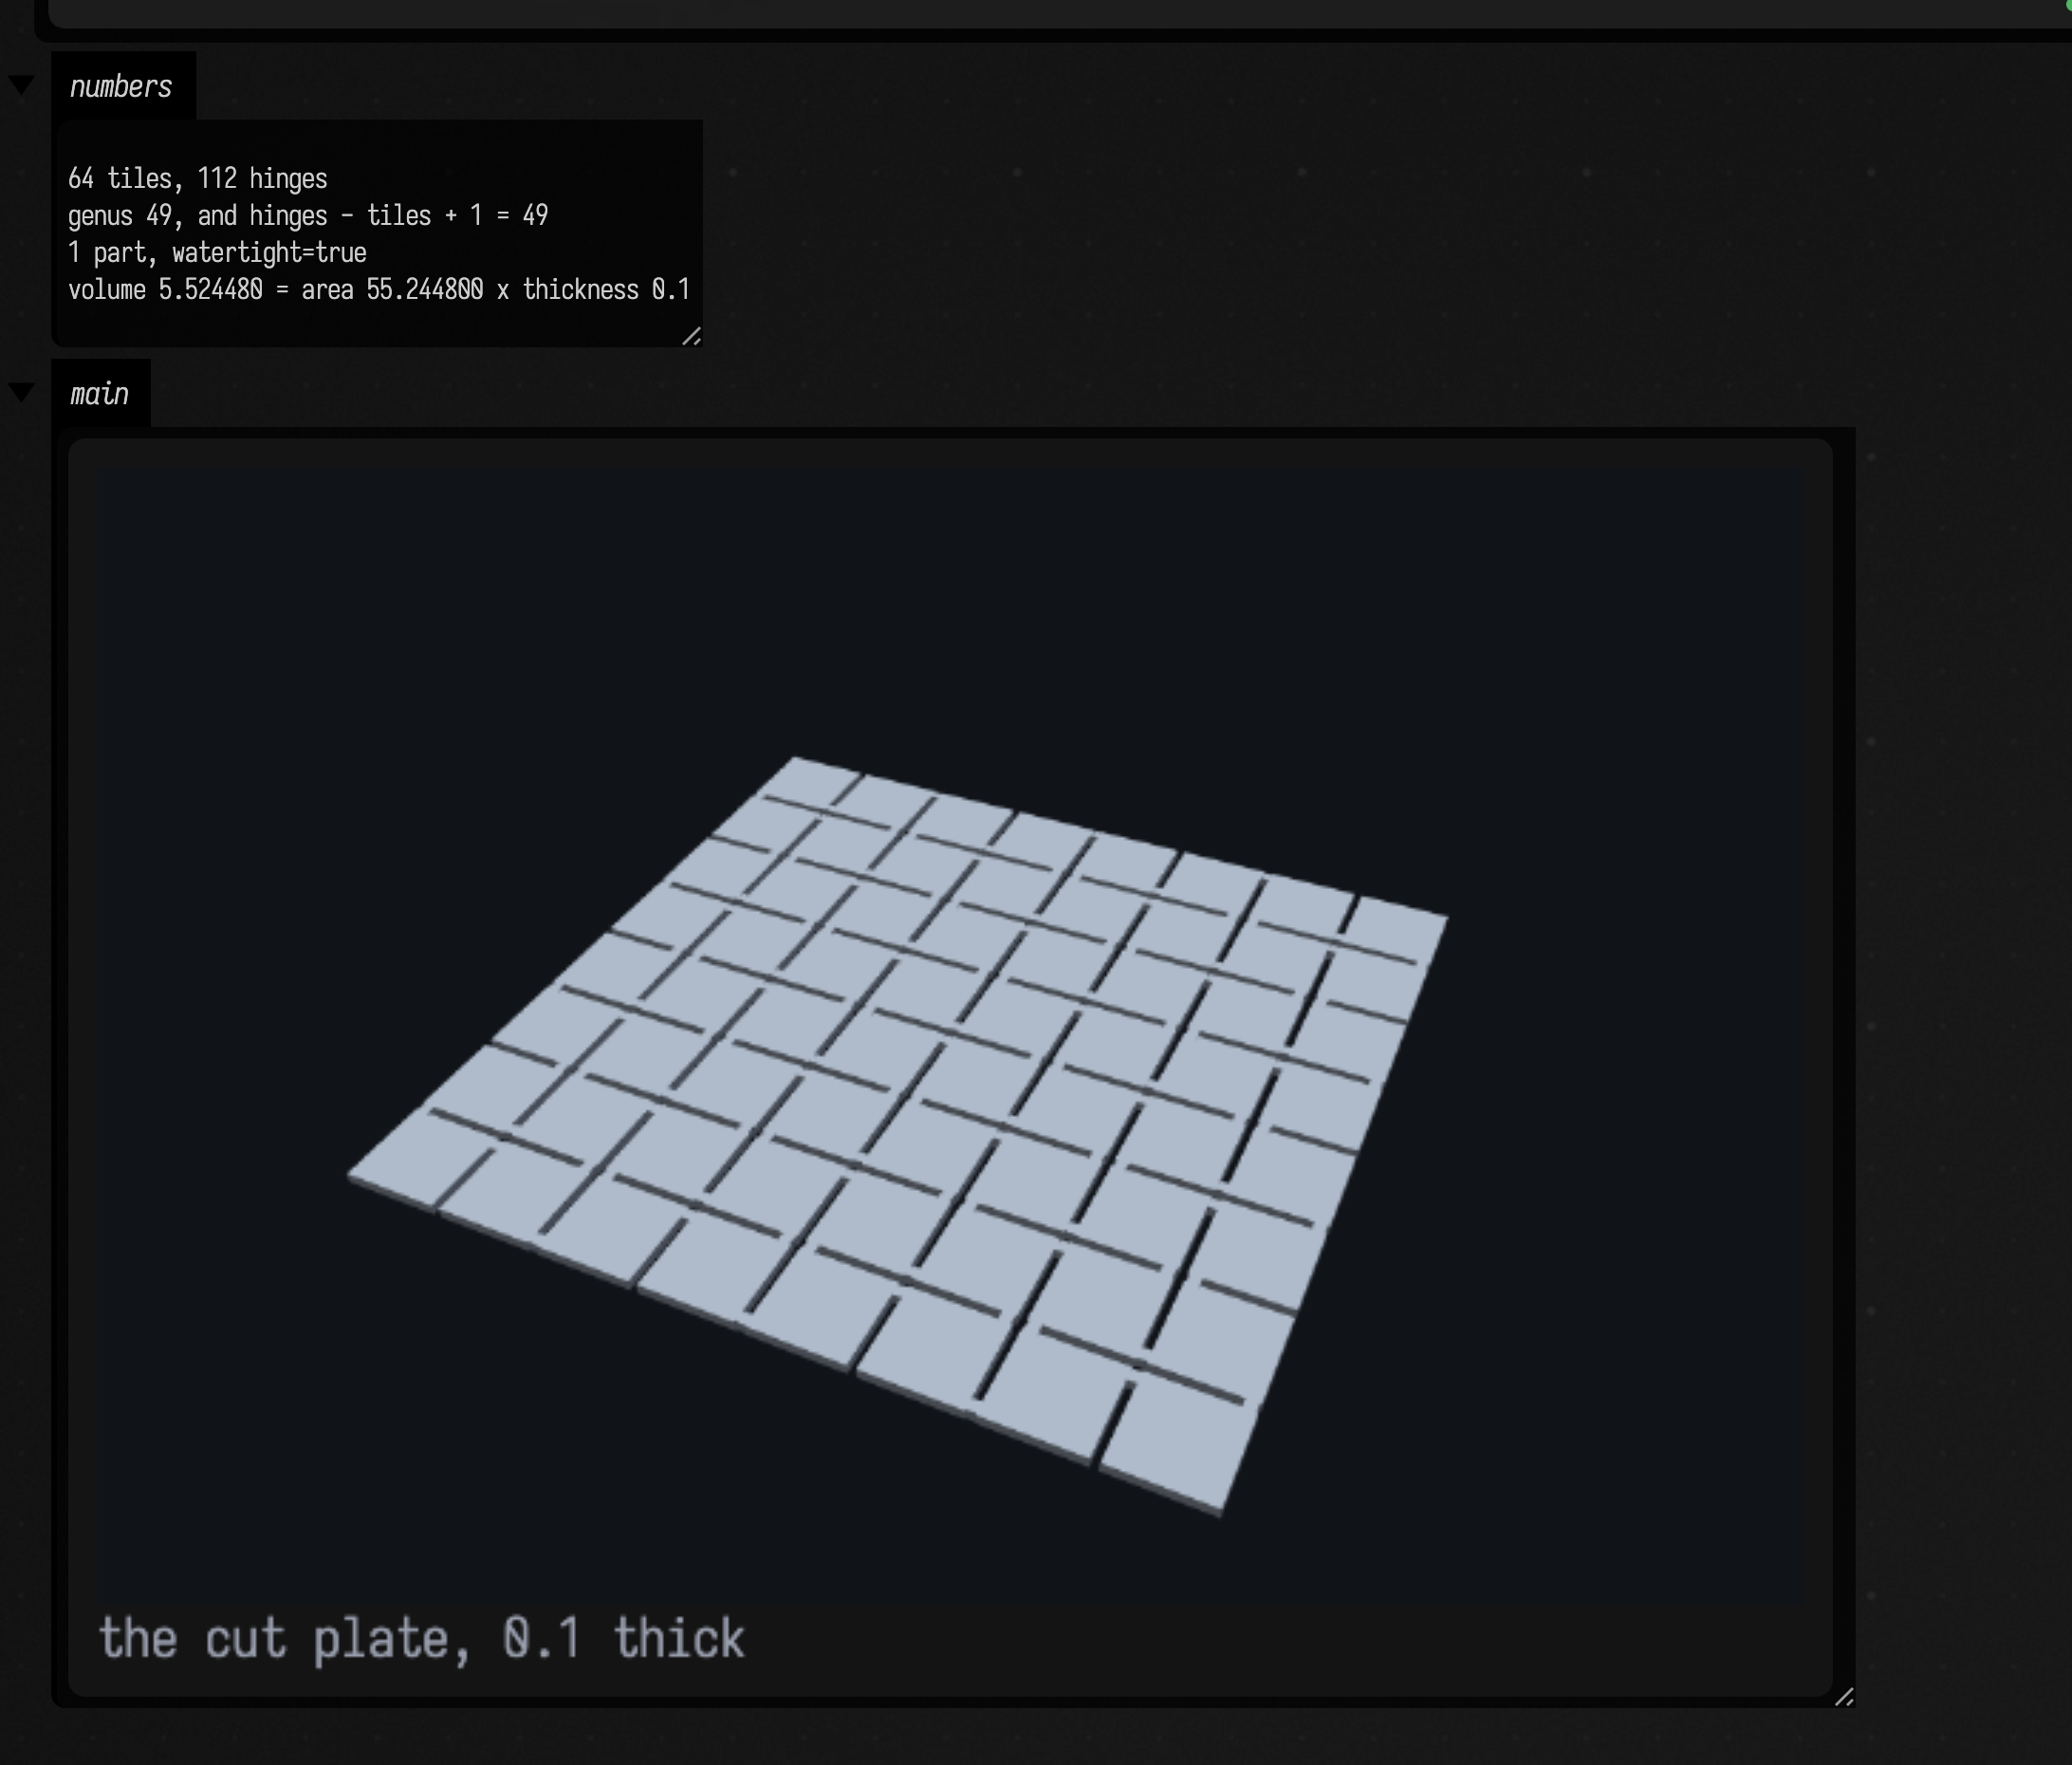 numbers
64 tiles, 112 hinges
genus 49, and hinges - tiles + 1 = 49
1 part, watertight=true
volume 5.524480 = area 55.244800 x thickness 0.1
main
the cut plate, 0.1 thick